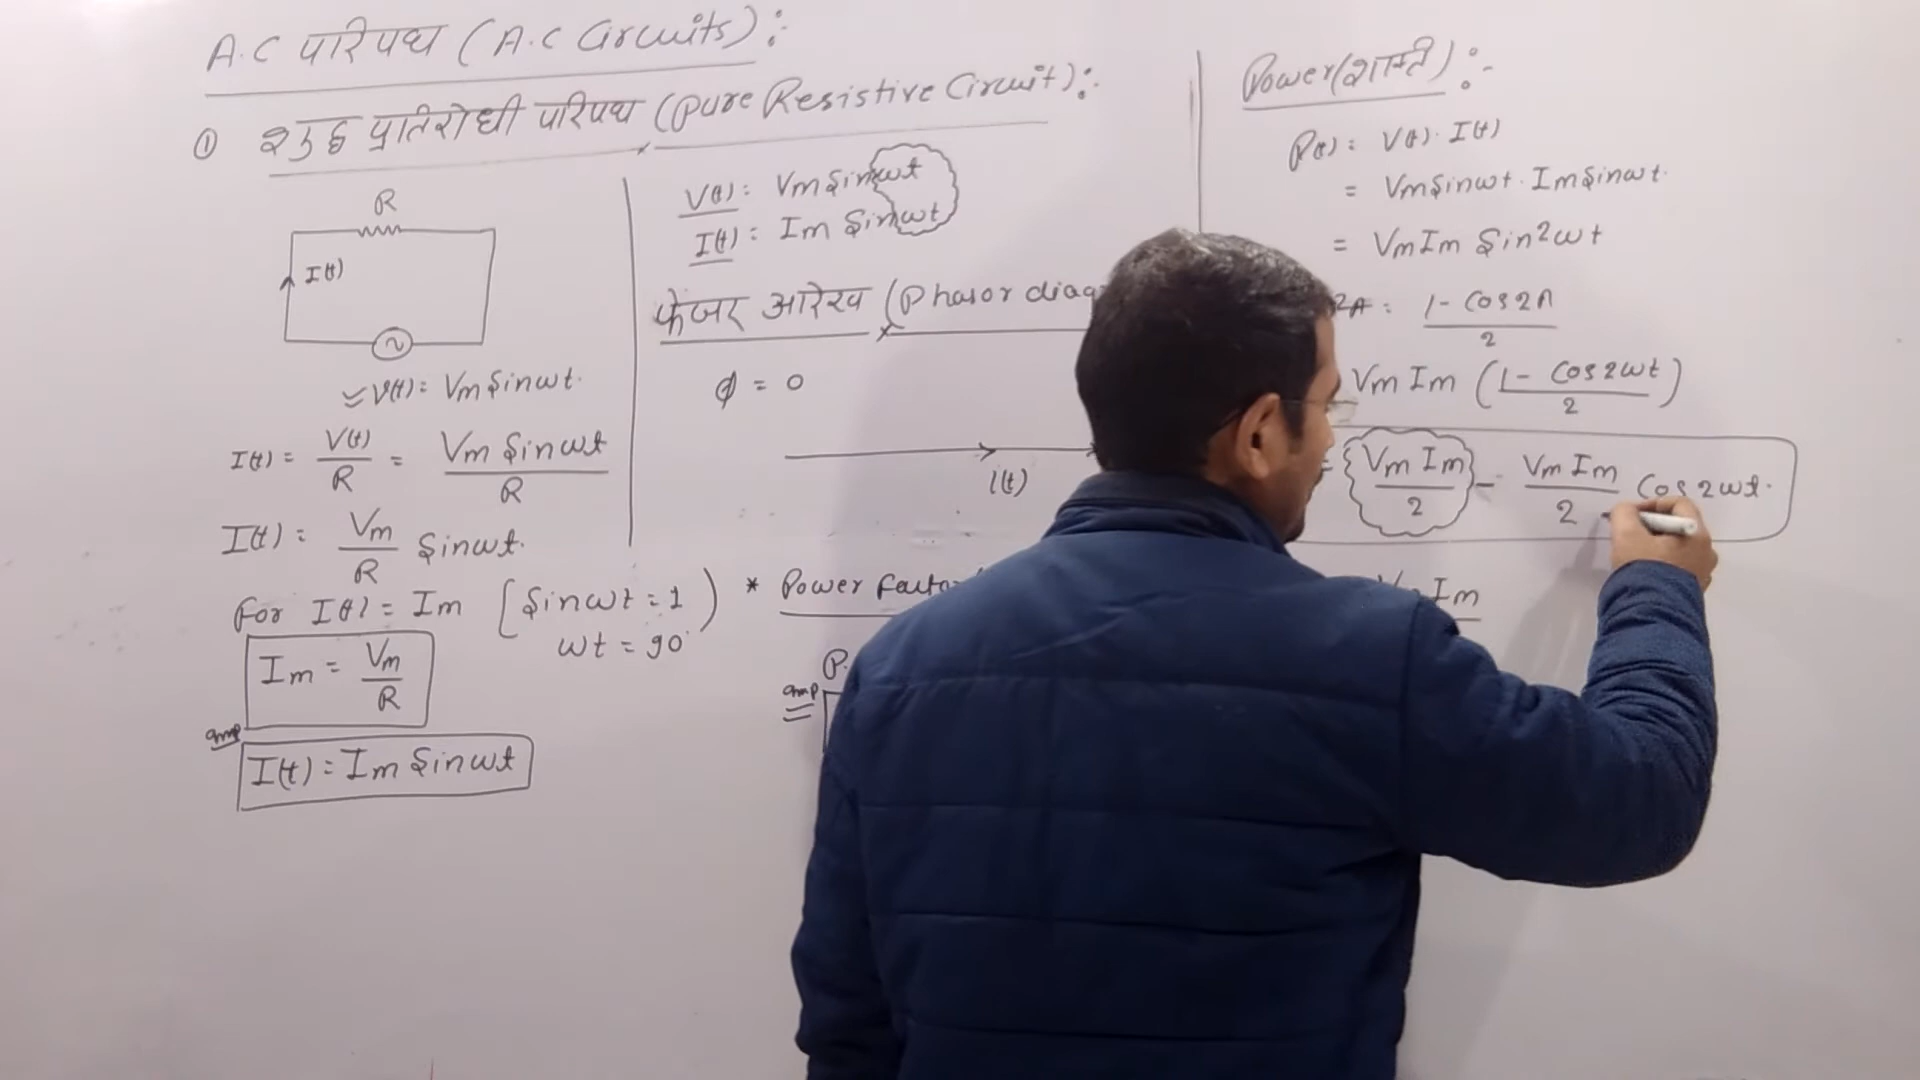 A.C परिपथ (A.C Circuits):-
① शुद्ध प्रतिरोधी परिपथ (Pure Resistive Circuit):-
R
I(t)
~
V(t) = Vm Sinωt.
I(t) = V(t)/R = Vm Sinωt/R
I(t) = Vm/R Sinωt.
For I(t) = Im [Sinωt = 1)
ωt = 90°
Im = Vm/R
I(t) = Im Sinωt
V(t) = Vm Sinωt
I(t) = Im Sinωt
फेजर आरेख (Phasor diag
φ = 0
i(t)
* Power Facto
P.
Power(शक्ति):-
P(t) = V(t) . I(t)
= Vm Sinωt . Im Sinωt.
= Vm Im Sin²ωt
²A = 1 - Cos2A/2
Vm Im (1 - Cos2ωt/2)
= Vm Im/2 - Vm Im/2 Cos2ωt.
Im